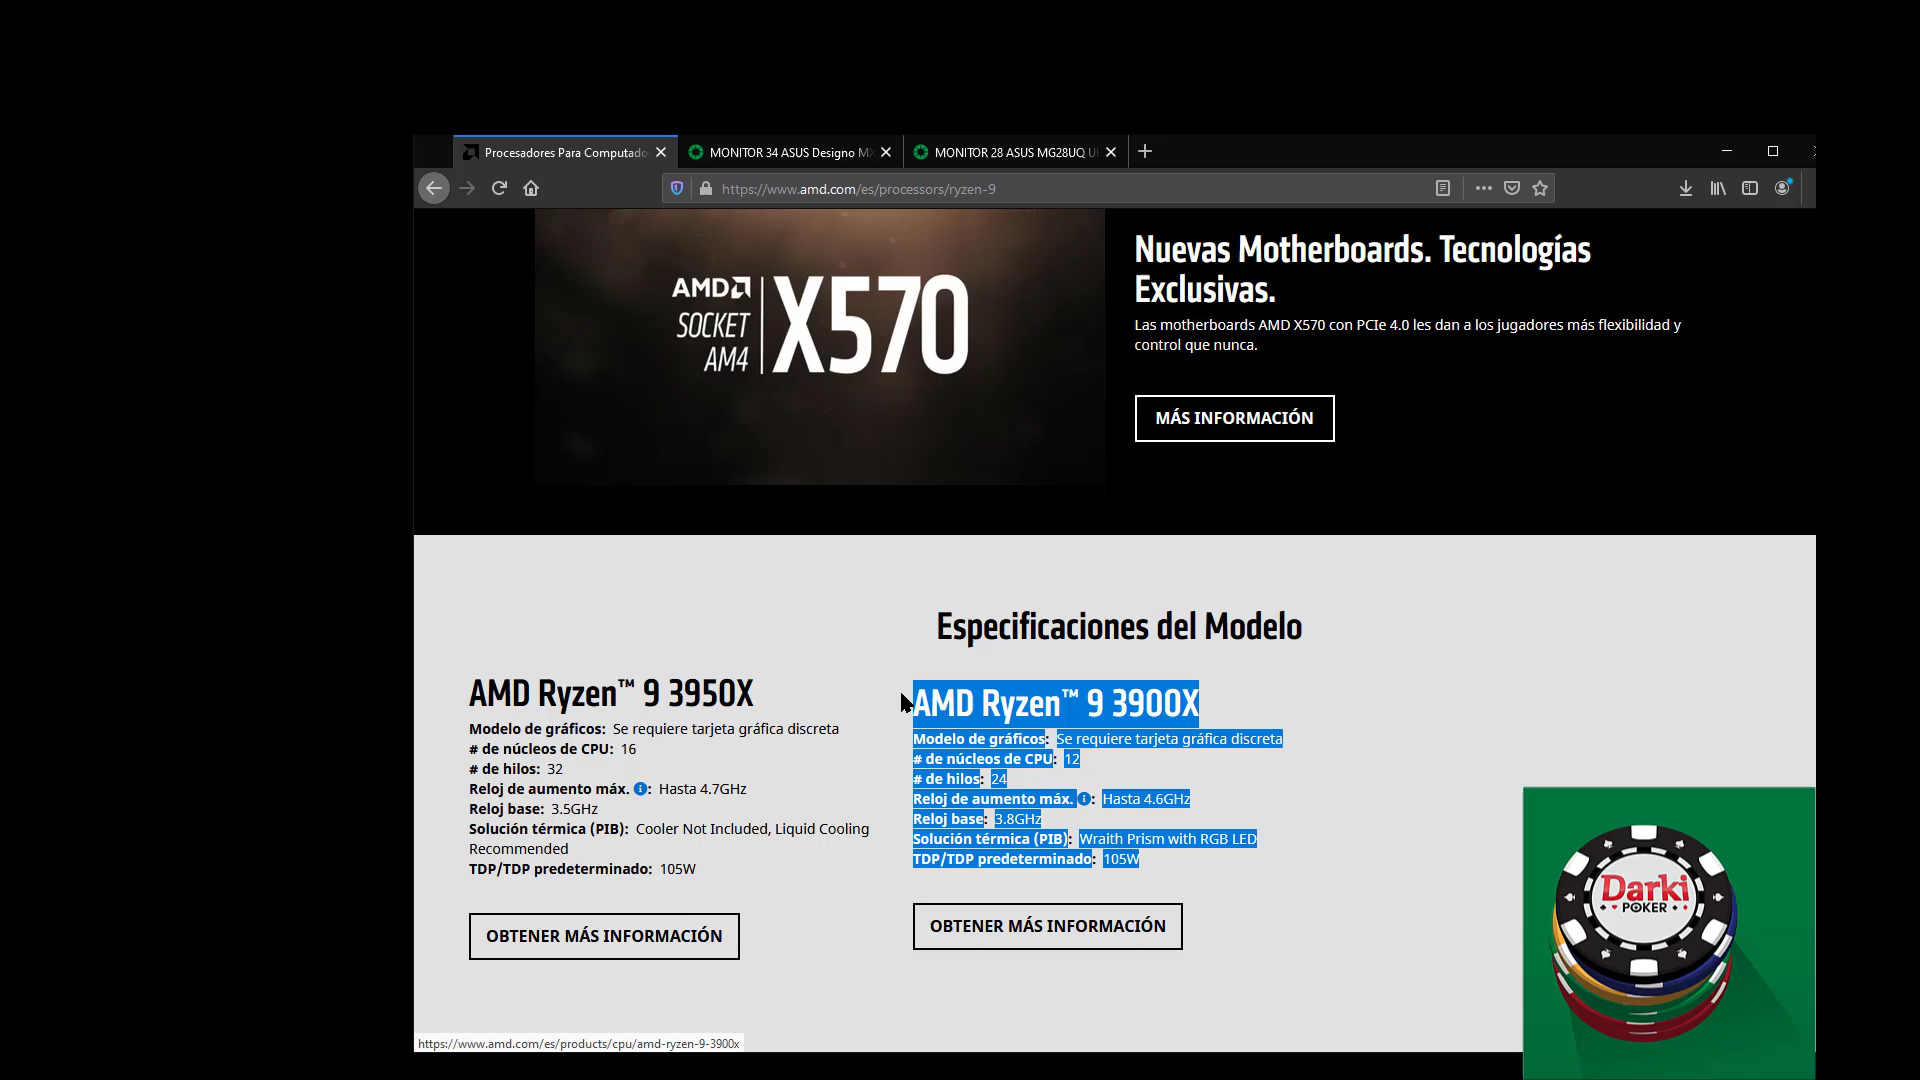 Procesadores Para Computado
MONITOR 34 ASUS Designo MX
MONITOR 28 ASUS MG28UQ U
https://www.amd.com/es/processors/ryzen-9
AMD
SOCKET
AM4
X570
Nuevas Motherboards. Tecnologías
Exclusivas.
Las motherboards AMD X570 con PCIe 4.0 les dan a los jugadores más flexibilidad y
control que nunca.
MÁS INFORMACIÓN
Especificaciones del Modelo
AMD Ryzen™ 9 3950X
Modelo de gráficos: Se requiere tarjeta gráfica discreta
# de núcleos de CPU: 16
# de hilos: 32
Reloj de aumento máx. : Hasta 4.7GHz
Reloj base: 3.5GHz
Solución térmica (PIB): Cooler Not Included, Liquid Cooling
Recommended
TDP/TDP predeterminado: 105W
OBTENER MÁS INFORMACIÓN
AMD Ryzen™ 9 3900X
Modelo de gráficos: Se requiere tarjeta gráfica discreta
# de núcleos de CPU: 12
# de hilos: 24
Reloj de aumento máx. : Hasta 4.6GHz
Reloj base: 3.8GHz
Solución térmica (PIB): Wraith Prism with RGB LED
TDP/TDP predeterminado: 105W
OBTENER MÁS INFORMACIÓN
Darki
POKER
https://www.amd.com/es/products/cpu/amd-ryzen-9-3900x